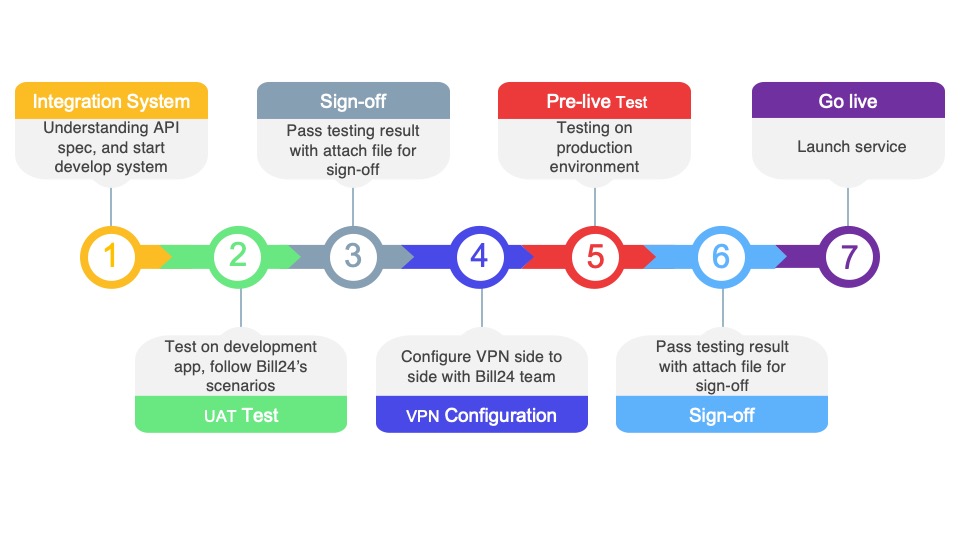 Integration System
Understanding API
spec, and start
develop system
Sign-off
Pass testing result
with attach file for
sign-off
Pre-live Test
Testing on
production
environment
Go live
Launch service
1
2
3
4
5
6
7
Test on development
app, follow Bill24's
scenarios
UAT Test
Configure VPN side to
side with Bill24 team
VPN Configuration
Pass testing result
with attach file for
sign-off
Sign-off